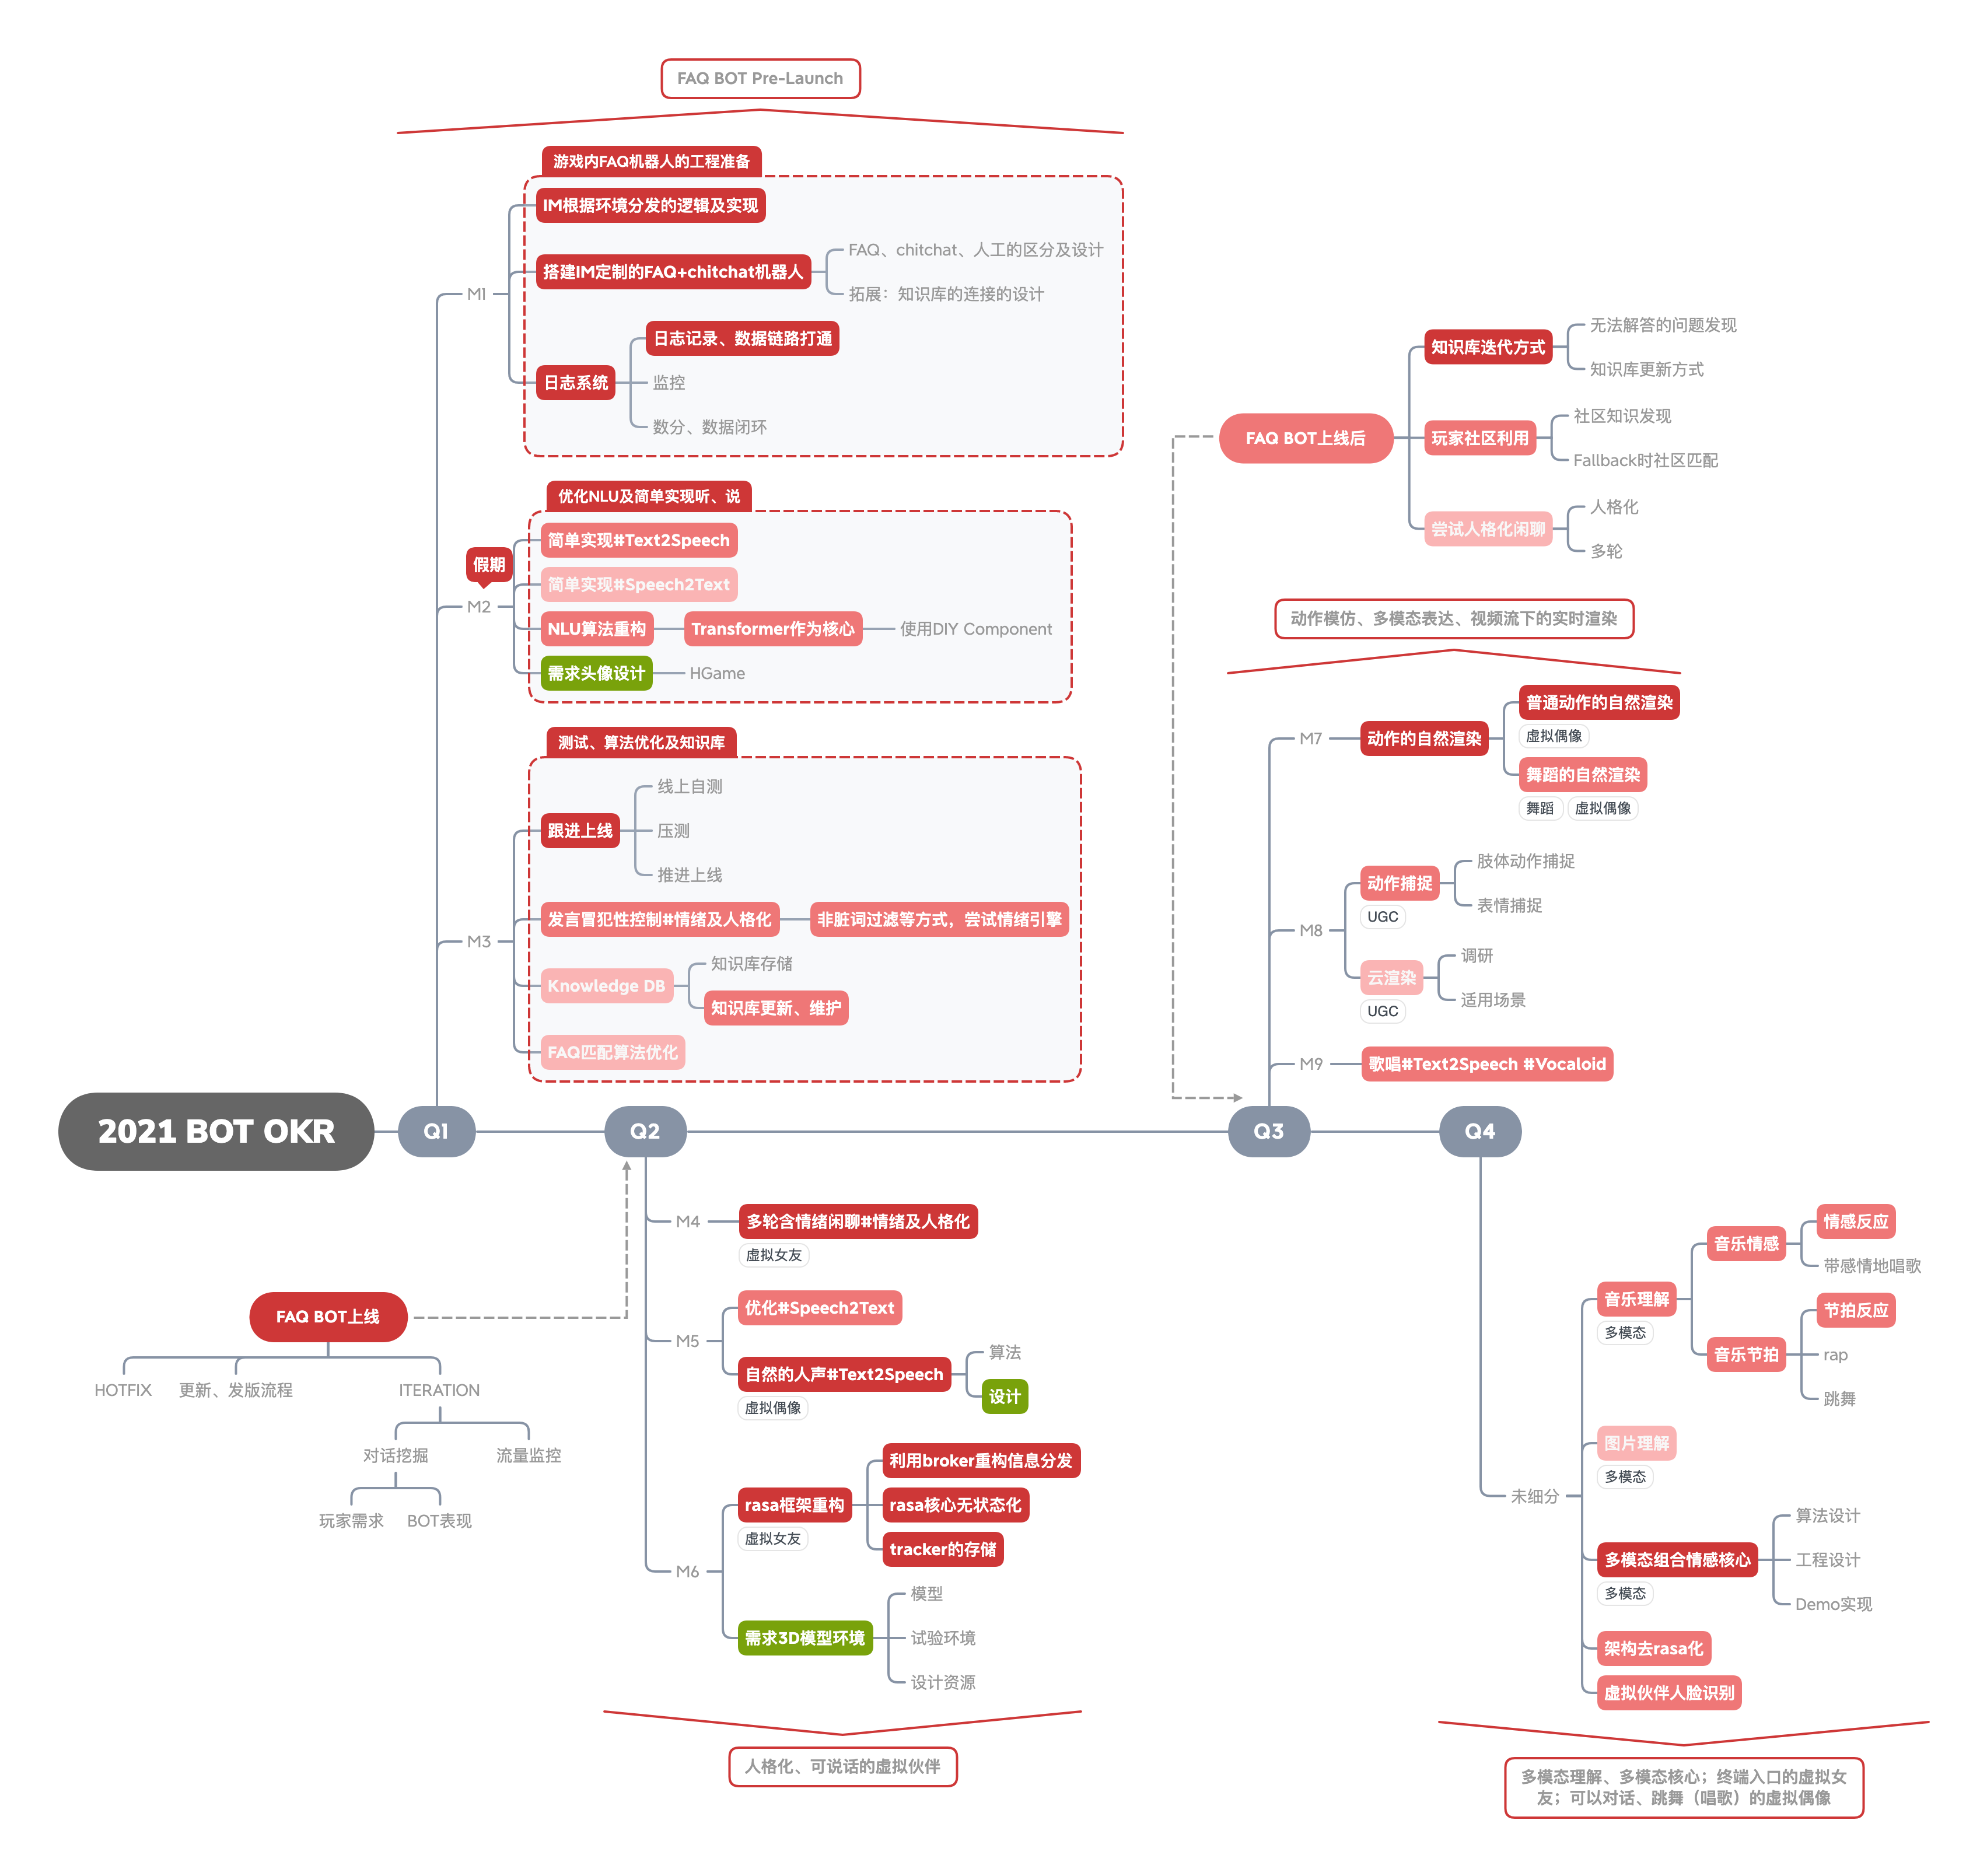 FAQ BOT Pre-Launch
游戏内FAQ机器人的工程准备
M1
IM根据环境分发的逻辑及实现
搭建IM定制的FAQ+chitchat机器人
FAQ、chitchat、人工的区分及设计
拓展：知识库的连接的设计
日志系统
日志记录、数据链路打通
监控
数分、数据闭环
优化NLU及简单实现听、说
假期
M2
简单实现#Text2Speech
简单实现#Speech2Text
NLU算法重构
Transformer作为核心
使用DIY Component
需求头像设计
HGame
测试、算法优化及知识库
M3
跟进上线
线上自测
压测
推进上线
发言冒犯性控制#情绪及人格化
非脏词过滤等方式，尝试情绪引擎
Knowledge DB
知识库存储
知识库更新、维护
FAQ匹配算法优化
FAQ BOT上线后
知识库迭代方式
无法解答的问题发现
知识库更新方式
玩家社区利用
社区知识发现
Fallback时社区匹配
尝试人格化闲聊
人格化
多轮
动作模仿、多模态表达、视频流下的实时渲染
M7
动作的自然渲染
普通动作的自然渲染
虚拟偶像
舞蹈的自然渲染
舞蹈
虚拟偶像
M8
动作捕捉
UGC
肢体动作捕捉
表情捕捉
云渲染
UGC
调研
适用场景
M9
歌唱#Text2Speech #Vocaloid
2021 BOT OKR
Q1
Q2
Q3
Q4
FAQ BOT上线
HOTFIX
更新、发版流程
ITERATION
对话挖掘
流量监控
玩家需求
BOT表现
M4
多轮含情绪闲聊#情绪及人格化
虚拟女友
M5
优化#Speech2Text
自然的人声#Text2Speech
虚拟偶像
算法
设计
M6
rasa框架重构
虚拟女友
利用broker重构信息分发
rasa核心无状态化
tracker的存储
需求3D模型环境
模型
试验环境
设计资源
人格化、可说话的虚拟伙伴
未细分
音乐理解
多模态
音乐情感
情感反应
带感情地唱歌
音乐节拍
节拍反应
rap
跳舞
图片理解
多模态
多模态组合情感核心
多模态
算法设计
工程设计
Demo实现
架构去rasa化
虚拟伙伴人脸识别
多模态理解、多模态核心；终端入口的虚拟女
友；可以对话、跳舞（唱歌）的虚拟偶像